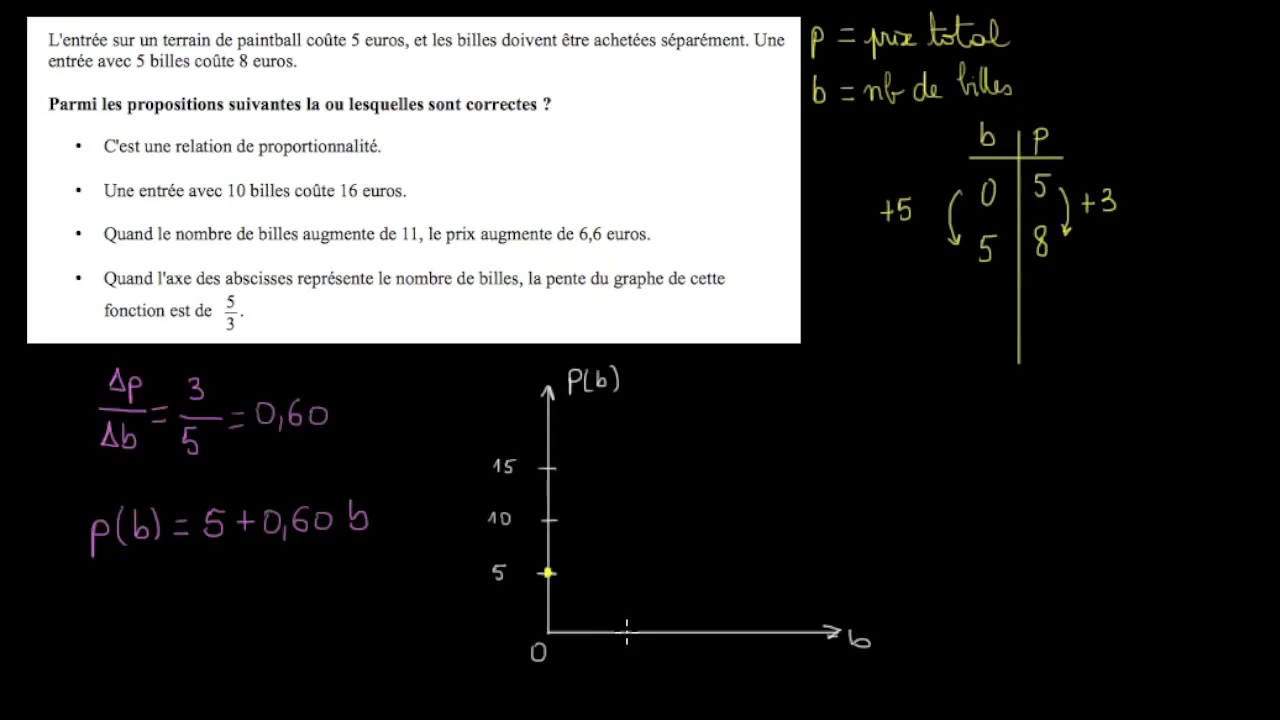 L'entrée sur un terrain de paintball coûte 5 euros, et les billes doivent être achetées séparément. Une
entrée avec 5 billes coûte 8 euros.
Parmi les propositions suivantes la ou lesquelles sont correctes ?
• C'est une relation de proportionnalité.
• Une entrée avec 10 billes coûte 16 euros.
• Quand le nombre de billes augmente de 11, le prix augmente de 6,6 euros.
• Quand l'axe des abscisses représente le nombre de billes, la pente du graphe de cette
fonction est de 5/3.
p = prix total
b = nb de billes
b p
0 5
+5 +3
5 8
Δp/Δb = 3/5 = 0,60
p(b) = 5 + 0,60 b
P(b)
15
10
5
0
b